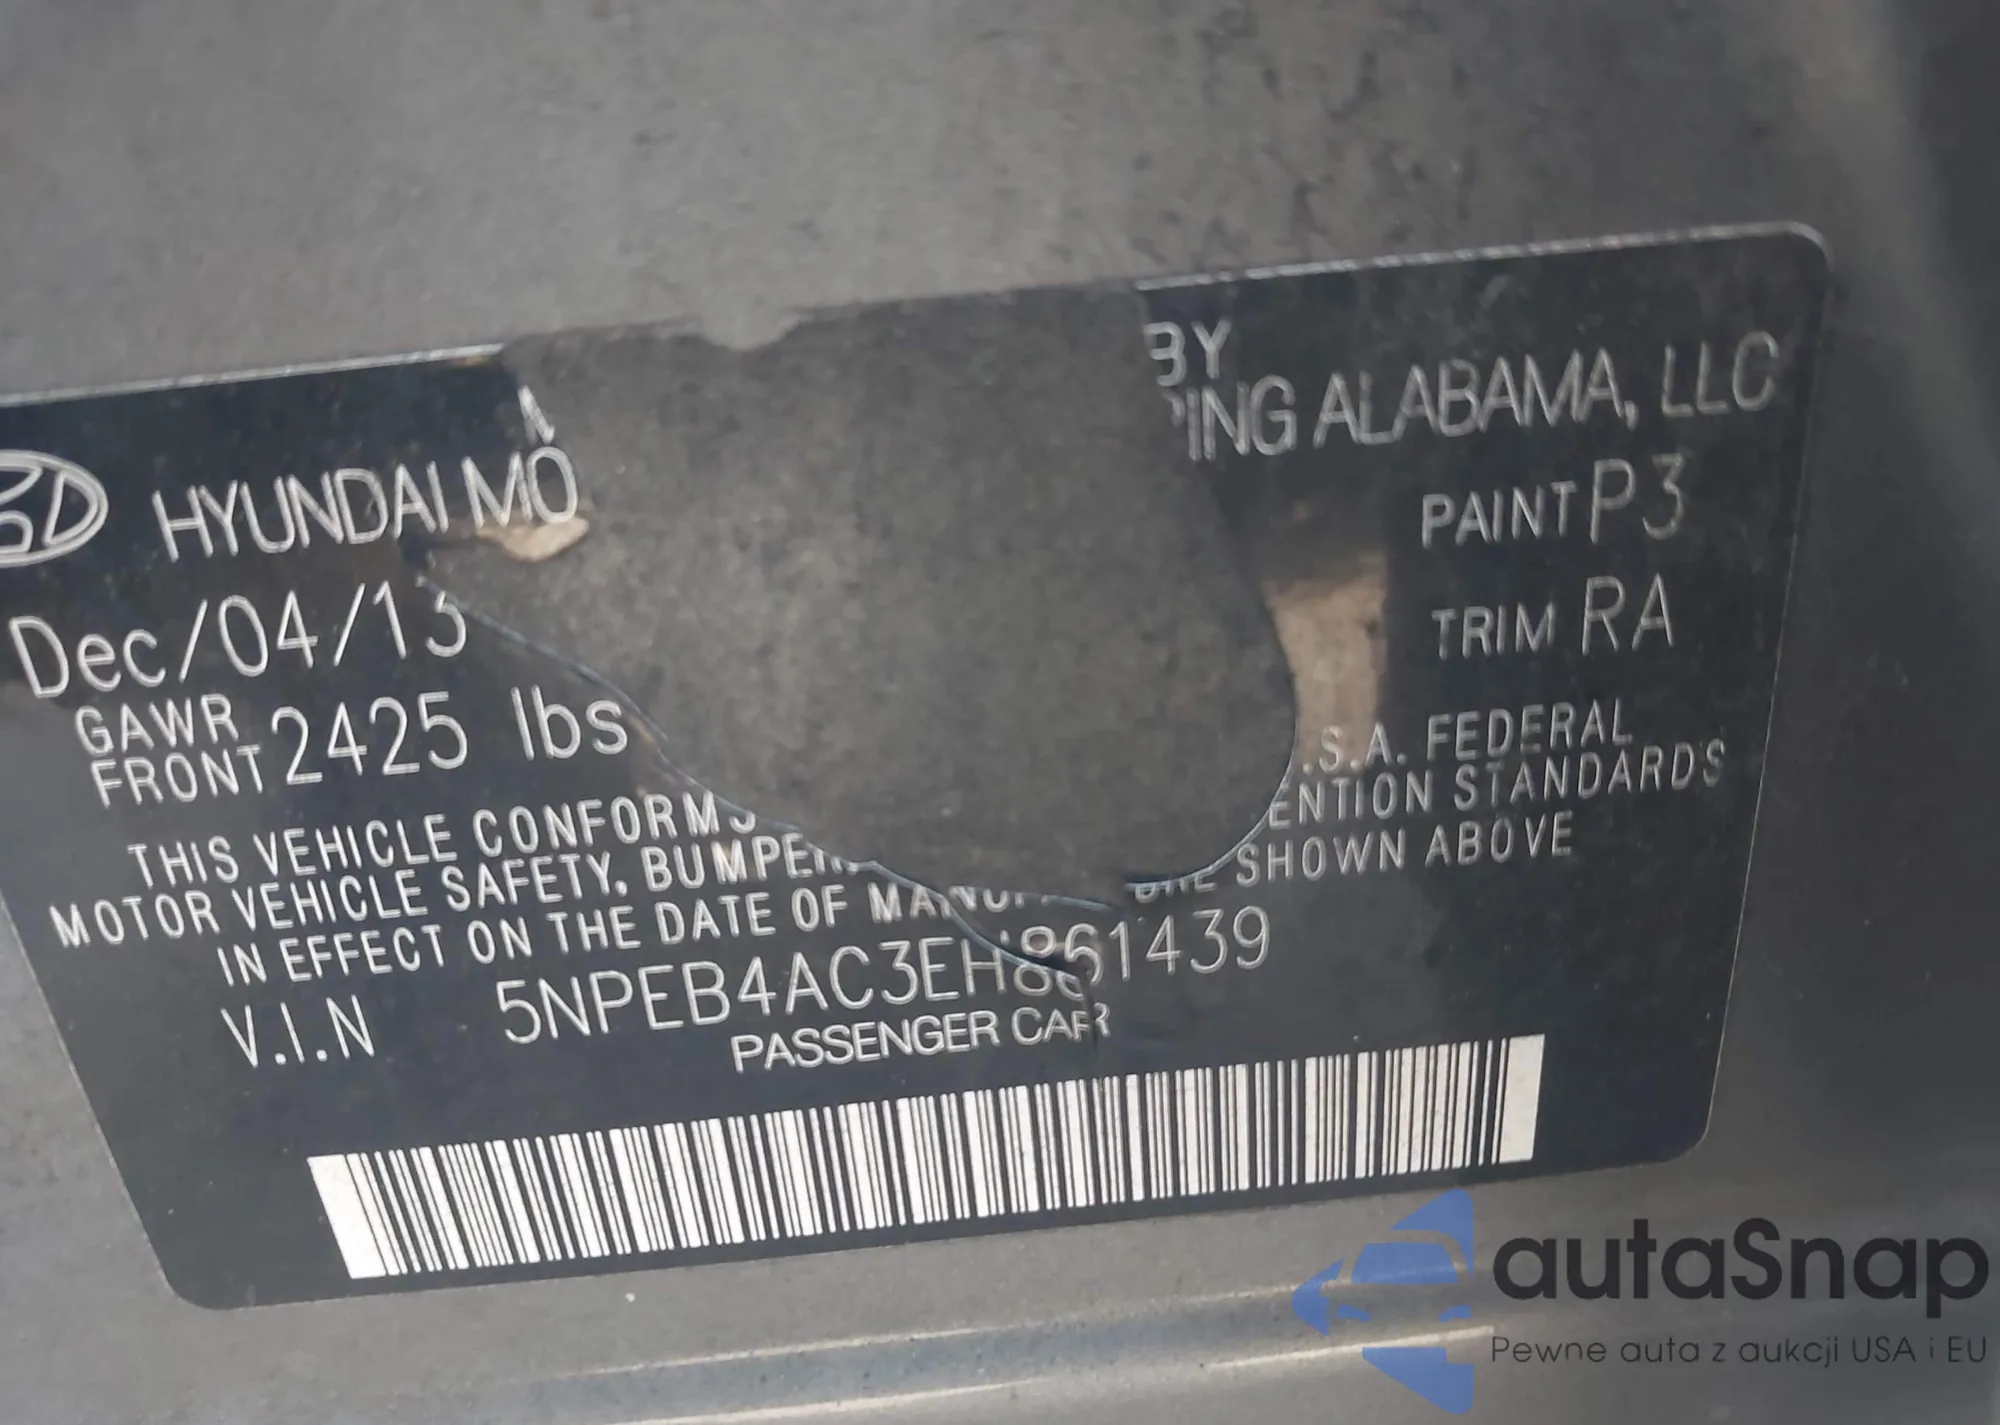 BY
HYUNDAI MO
PING ALABAMA, LLC
Dec/04/13
PAINT P3
GAWR
FRONT 2425 lbs
TRIM RA
THIS VEHICLE CONFORMS
.S.A. FEDERAL
MOTOR VEHICLE SAFETY, BUMPER,
ENTION STANDARDS
IN EFFECT ON THE DATE OF MANUF
SHOWN ABOVE
V.I.N 5NPEB4AC3EH861439
PASSENGER CAR
autaSnap
Pewne auta z aukcji USA i EU